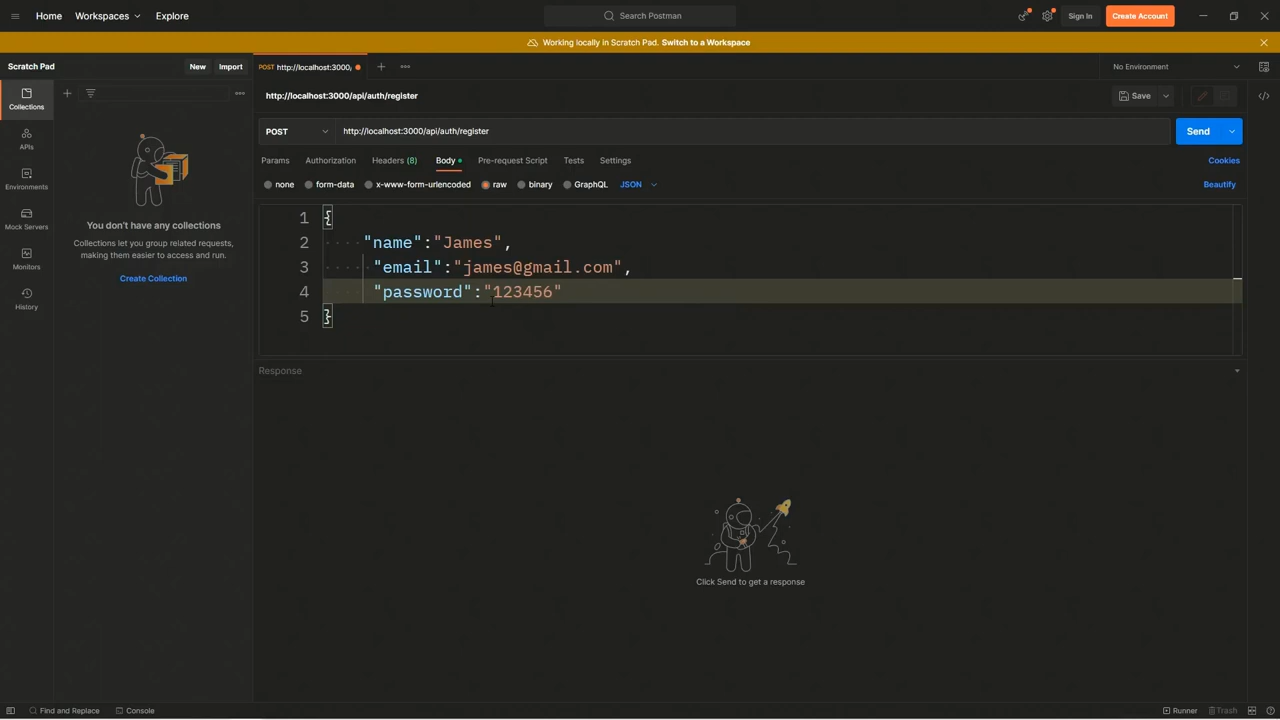 Home Workspaces Explore Search Postman Sign In Create Account
Working locally in Scratch Pad. Switch to a Workspace
Scratch Pad New Import POST http://localhost:3000/ No Environment
http://localhost:3000/api/auth/register Save
Collections
APIs
Environments
Mock Servers
Monitors
History
You don't have any collections
Collections let you group related requests,
making them easier to access and run.
Create Collection
POST http://localhost:3000/api/auth/register Send
Params Authorization Headers (8) Body Pre-request Script Tests Settings Cookies
none form-data x-www-form-urlencoded raw binary GraphQL JSON Beautify
1 {
2 "name":"James",
3 "email":"james@gmail.com",
4 "password":"123456"
5 }
Response
Click Send to get a response
Find and Replace Console Runner Trash